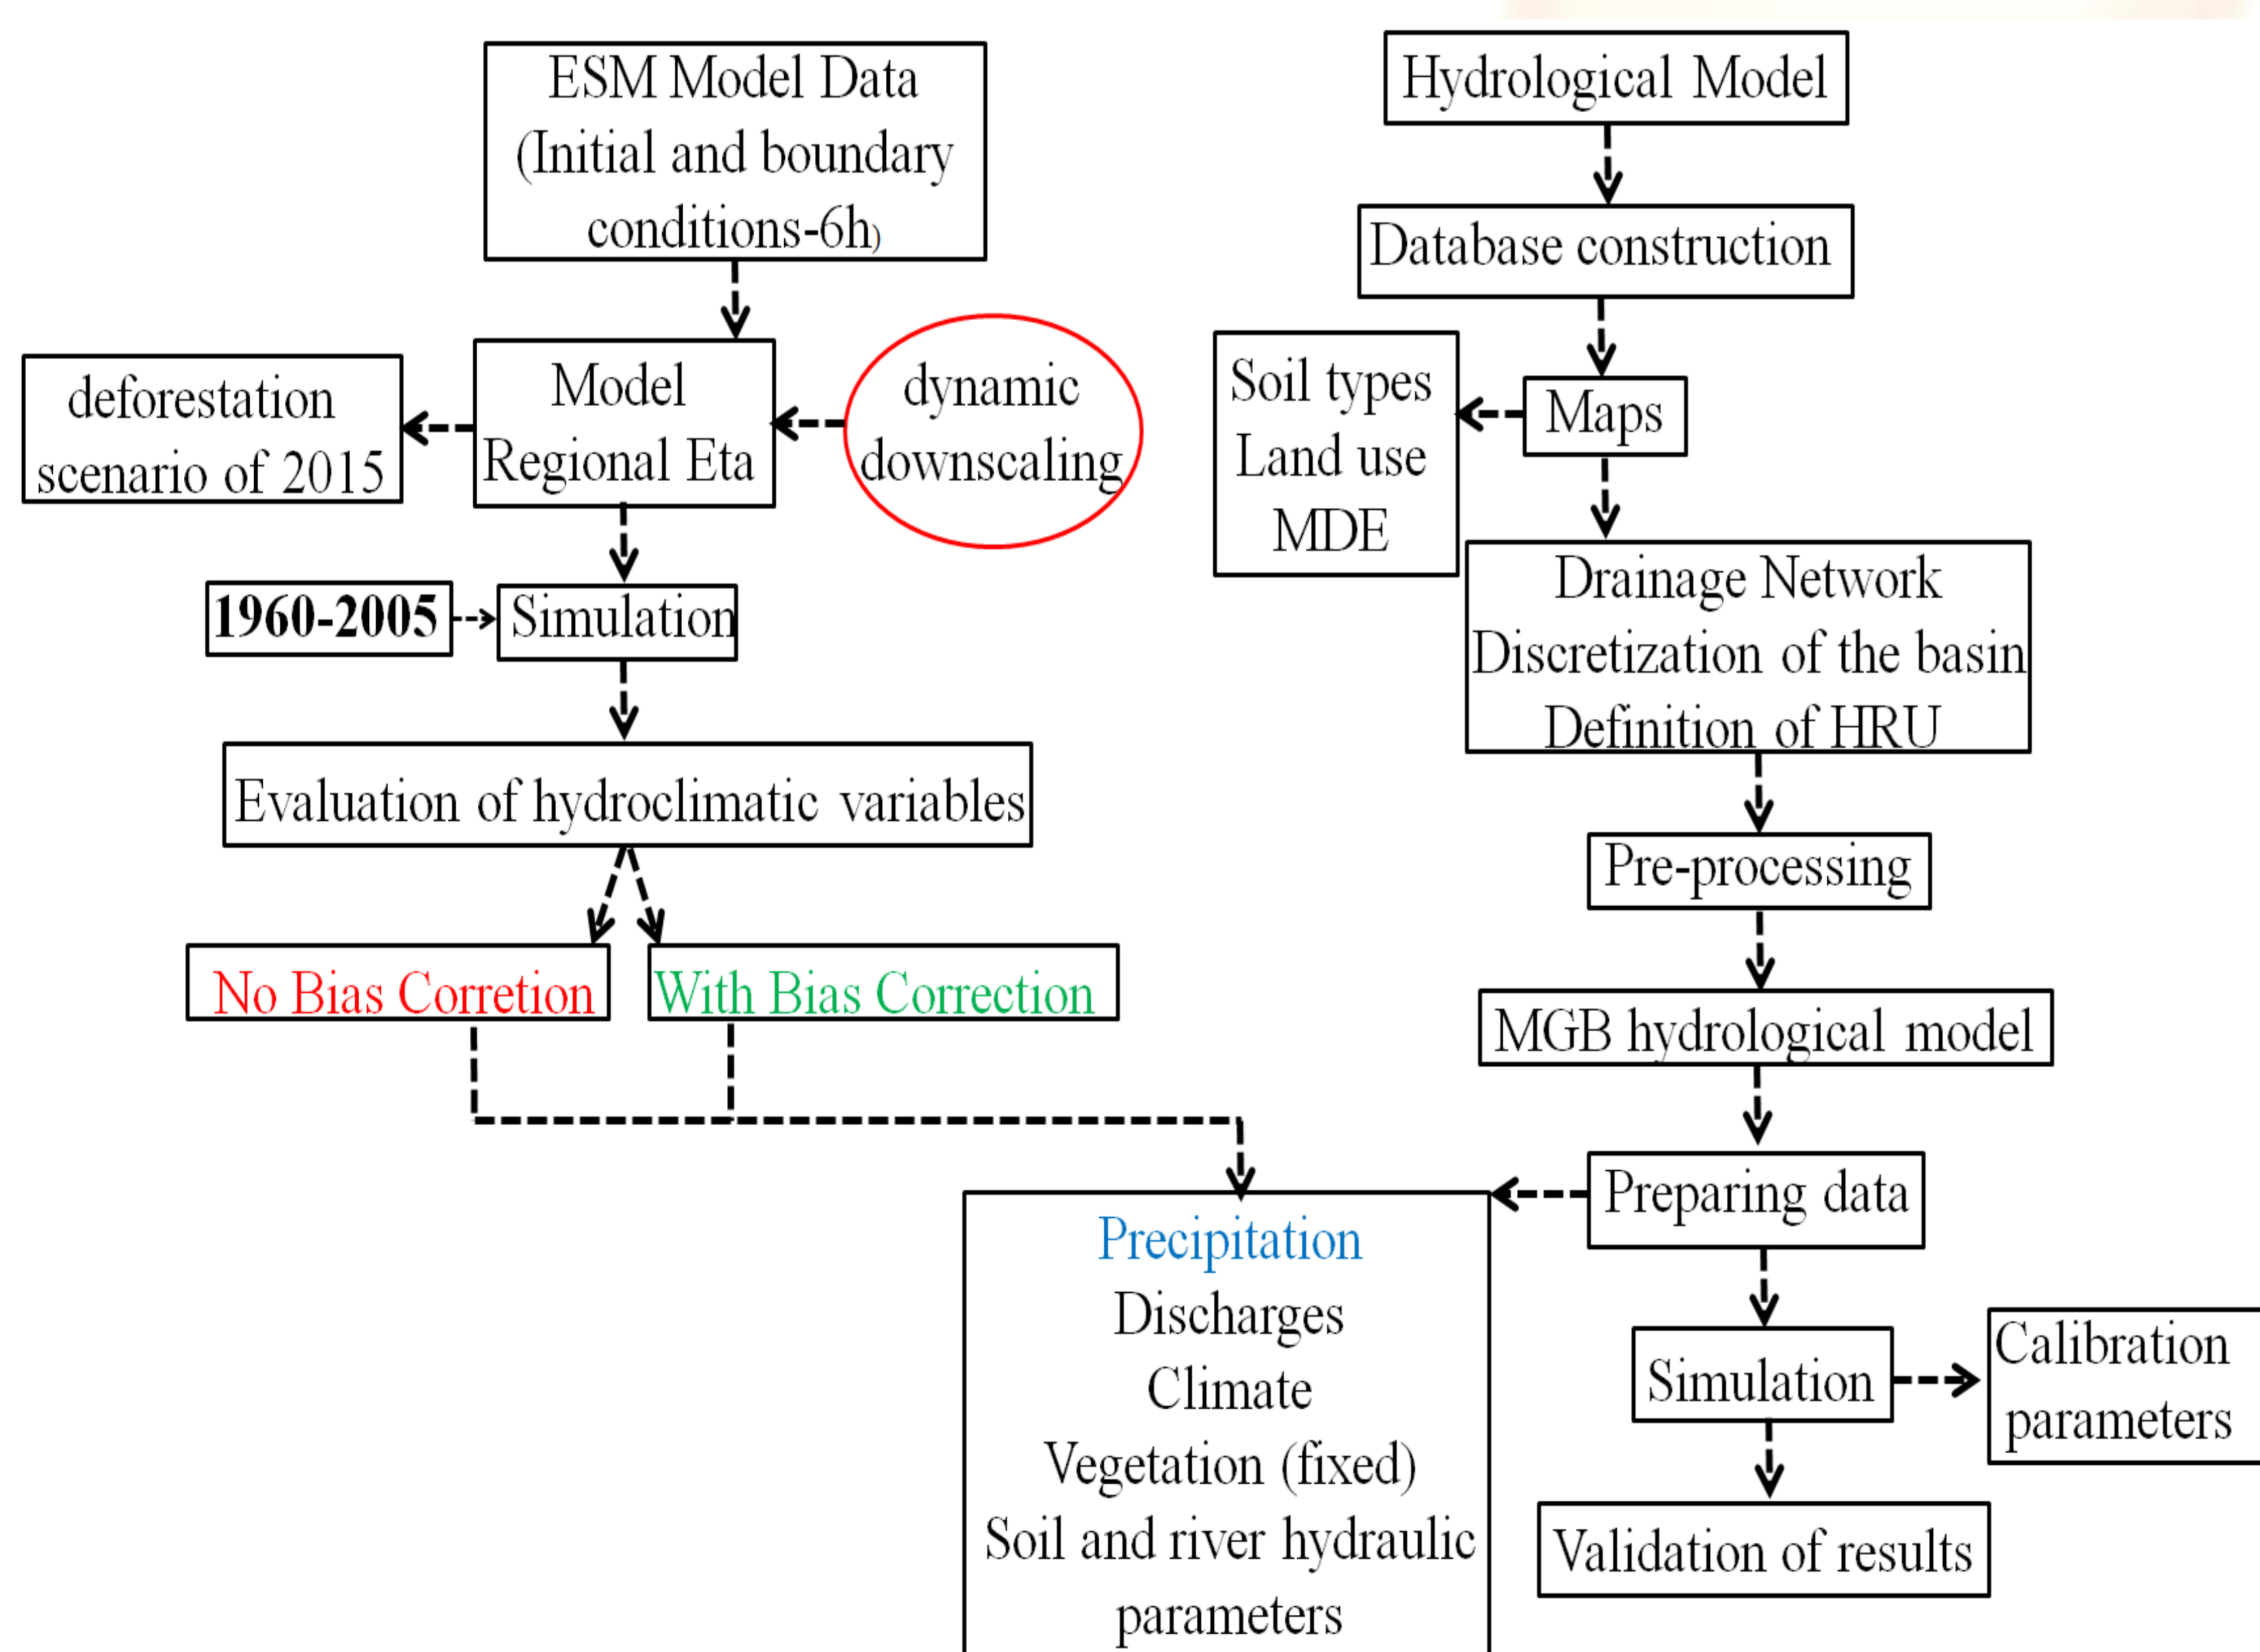 ESM Model Data
(Initial and boundary
conditions-6h)
deforestation
scenario of 2015
Model
Regional Eta
dynamic
downscaling
1960-2005
Simulation
Evaluation of hydroclimatic variables
No Bias Corretion
With Bias Correction
Hydrological Model
Database construction
Soil types
Land use
MDE
Maps
Drainage Network
Discretization of the basin
Definition of HRU
Pre-processing
MGB hydrological model
Preparing data
Precipitation
Discharges
Climate
Vegetation (fixed)
Soil and river hydraulic
parameters
Simulation
Calibration
parameters
Validation of results